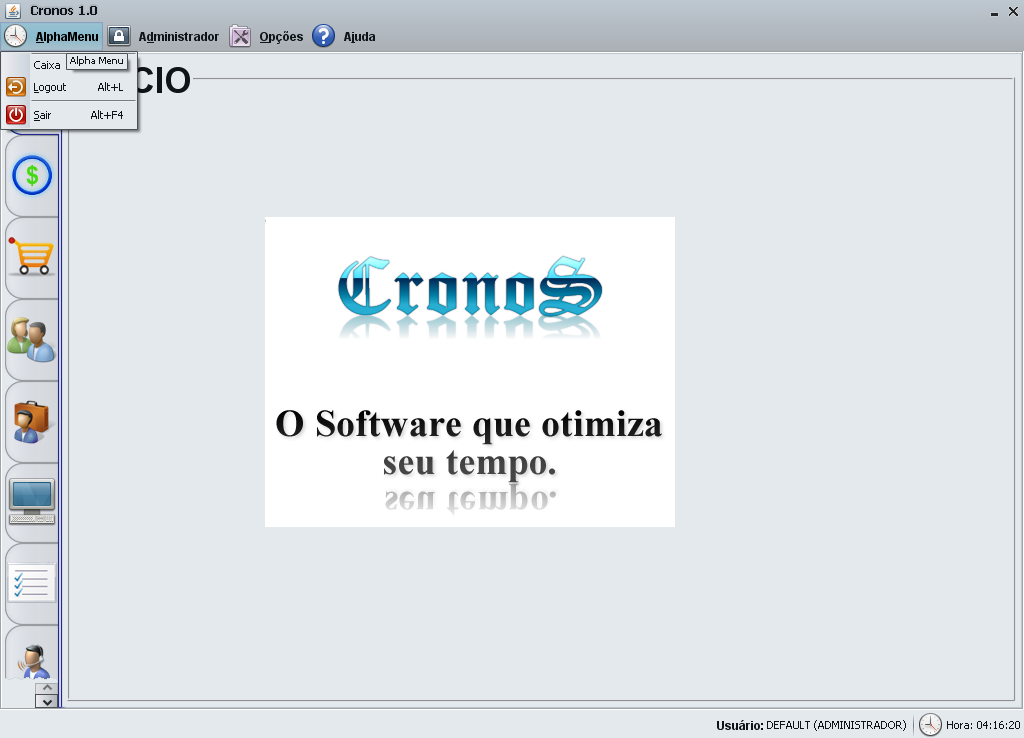 Cronos 1.0
AlphaMenu Administrador Opções Ajuda
Caixa
Alpha Menu
Logout Alt+L
Sair Alt+F4
CIO
CronoS
O Software que otimiza
seu tempo.
Usuário: DEFAULT (ADMINISTRADOR) Hora: 04:16:20